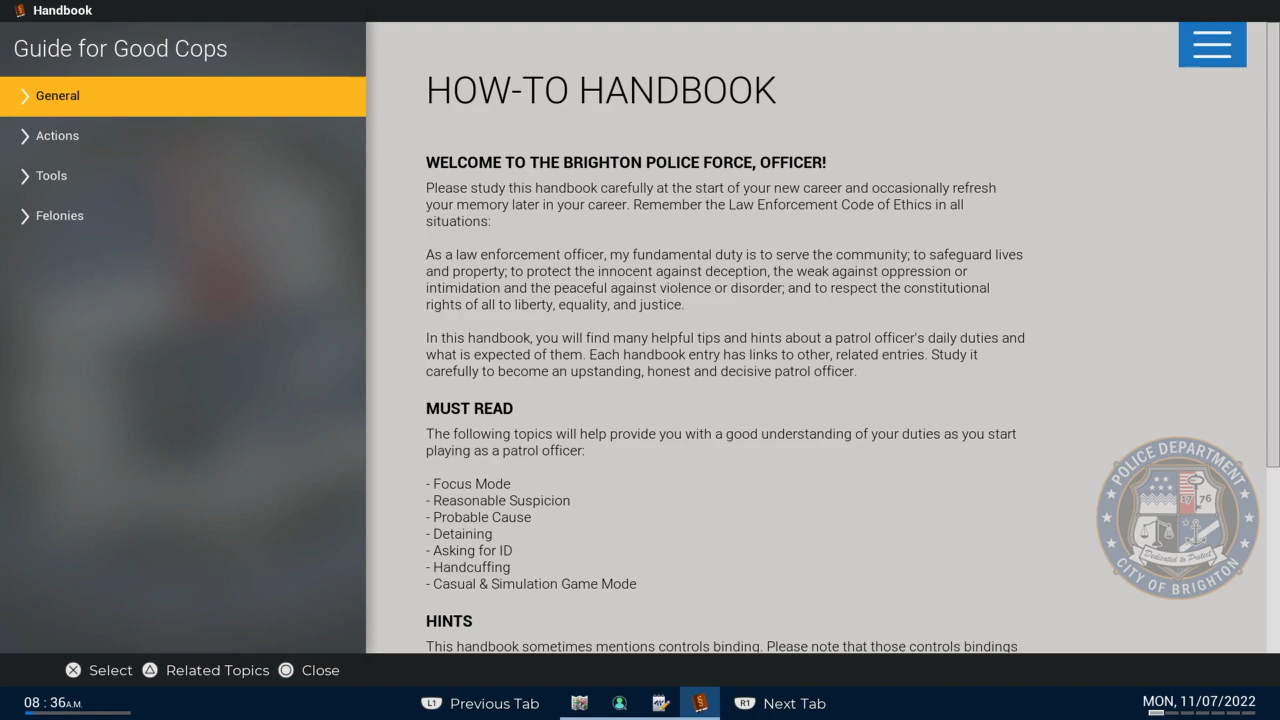 Handbook
Guide for Good Cops
General
Actions
Tools
Felonies
HOW-TO HANDBOOK
WELCOME TO THE BRIGHTON POLICE FORCE, OFFICER!
Please study this handbook carefully at the start of your new career and occasionally refresh
your memory later in your career. Remember the Law Enforcement Code of Ethics in all
situations:
As a law enforcement officer, my fundamental duty is to serve the community; to safeguard lives
and property; to protect the innocent against deception, the weak against oppression or
intimidation and the peaceful against violence or disorder; and to respect the constitutional
rights of all to liberty, equality, and justice.
In this handbook, you will find many helpful tips and hints about a patrol officer's daily duties and
what is expected of them. Each handbook entry has links to other, related entries. Study it
carefully to become an upstanding, honest and decisive patrol officer.
MUST READ
The following topics will help provide you with a good understanding of your duties as you start
playing as a patrol officer:
- Focus Mode
- Reasonable Suspicion
- Probable Cause
- Detaining
- Asking for ID
- Handcuffing
- Casual & Simulation Game Mode
HINTS
This handbook sometimes mentions controls binding. Please note that those controls bindings
POLICE DEPARTMENT
17 76
Dedicated to Protect
CITY OF BRIGHTON
Select Related Topics Close
08 : 36 A.M.
L1 Previous Tab
R1 Next Tab
MON, 11/07/2022